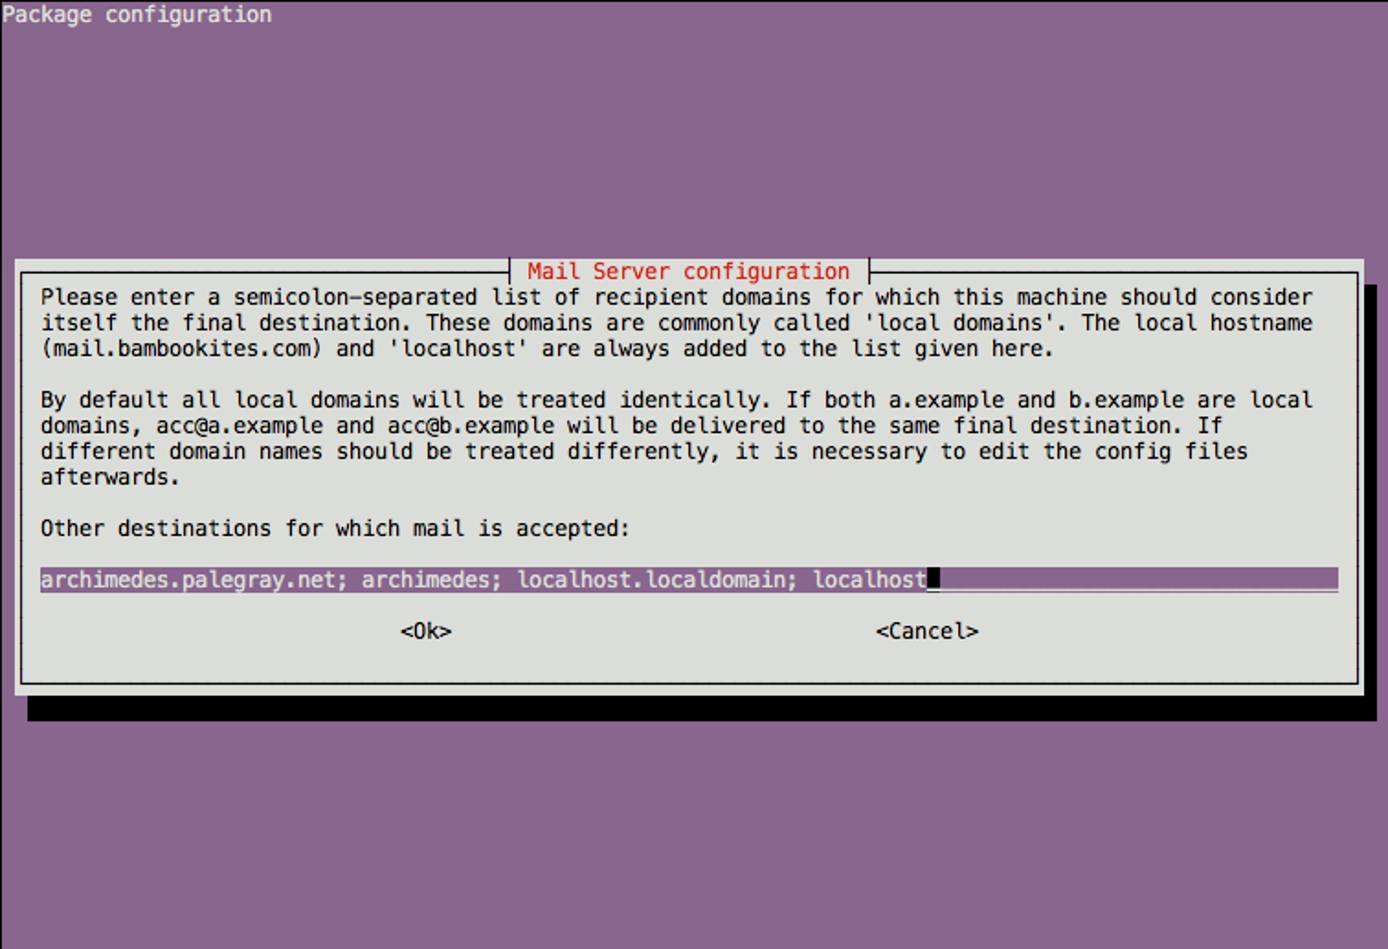 Package configuration
Mail Server configuration
Please enter a semicolon-separated list of recipient domains for which this machine should consider
itself the final destination. These domains are commonly called 'local domains'. The local hostname
(mail.bambookites.com) and 'localhost' are always added to the list given here.
By default all local domains will be treated identically. If both a.example and b.example are local
domains, acc@a.example and acc@b.example will be delivered to the same final destination. If
different domain names should be treated differently, it is necessary to edit the config files
afterwards.
Other destinations for which mail is accepted:
archimedes.palegray.net; archimedes; localhost.localdomain; localhost
<Ok> <Cancel>